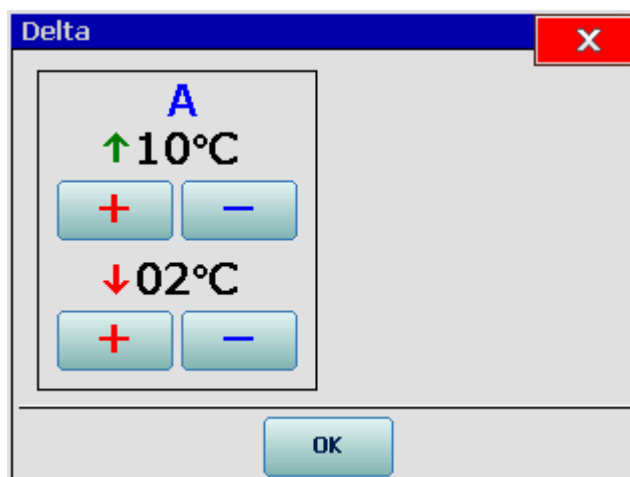 Delta
X
A
↑10°C
+ −
↓02°C
+ −
OK